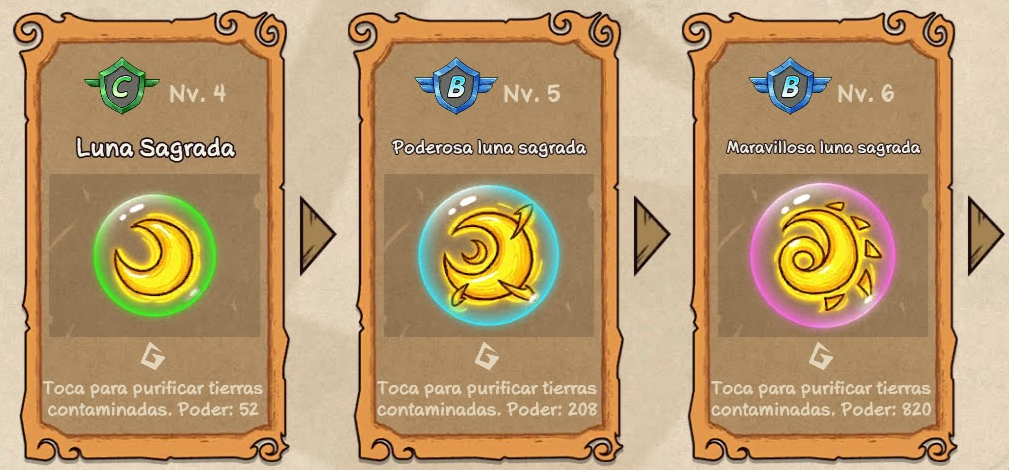 C Nv. 4
Luna Sagrada
Toca para purificar tierras
contaminadas. Poder: 52
B Nv. 5
Poderosa luna sagrada
Toca para purificar tierras
contaminadas. Poder: 208
B Nv. 6
Maravillosa luna sagrada
Toca para purificar tierras
contaminadas. Poder: 820